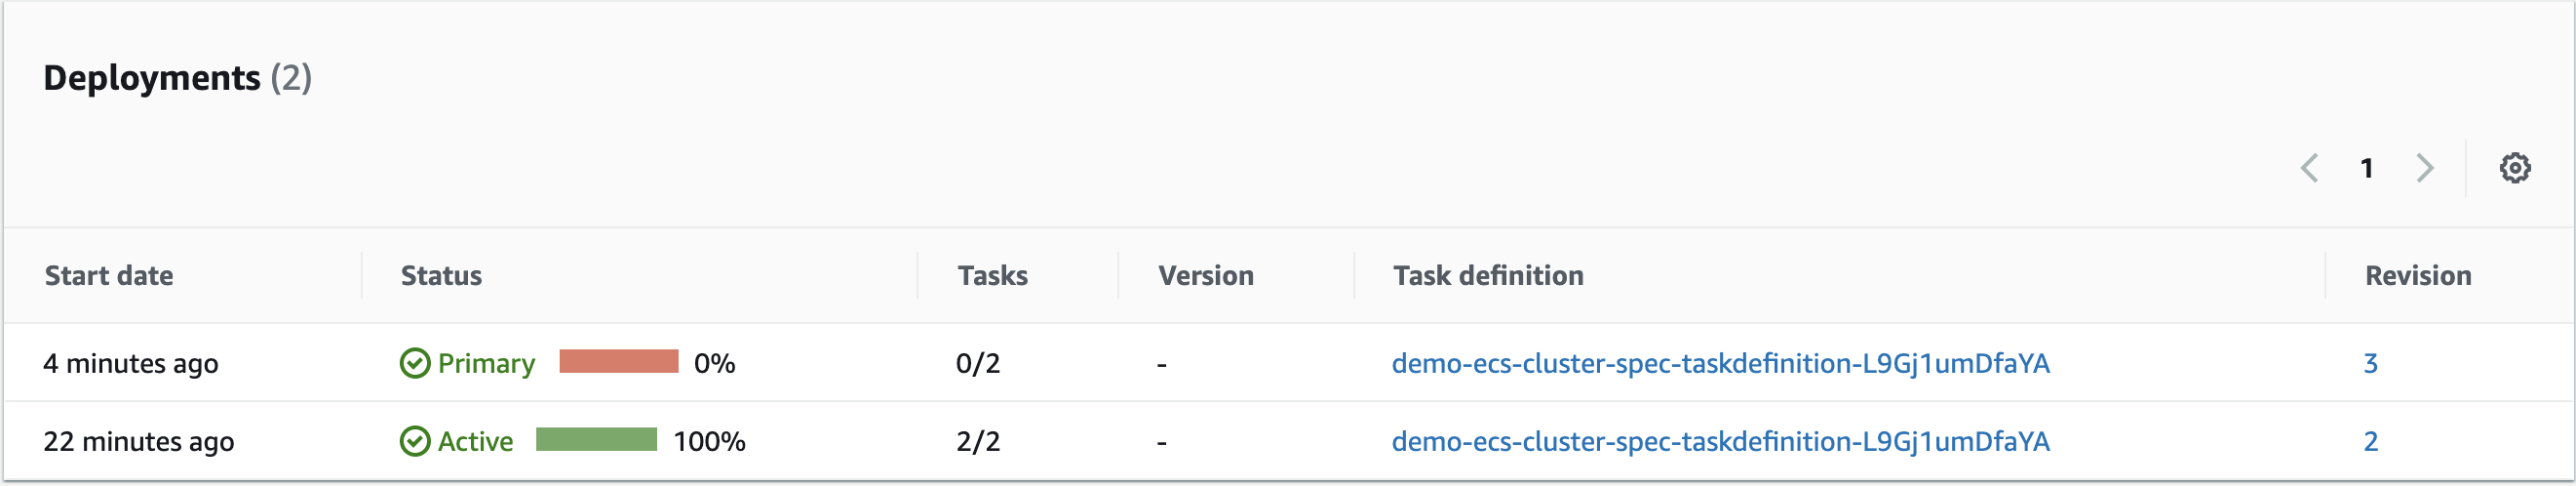 Deployments (2)
1
Start date Status Tasks Version Task definition Revision
4 minutes ago Primary 0% 0/2 - demo-ecs-cluster-spec-taskdefinition-L9Gj1umDfaYA 3
22 minutes ago Active 100% 2/2 - demo-ecs-cluster-spec-taskdefinition-L9Gj1umDfaYA 2